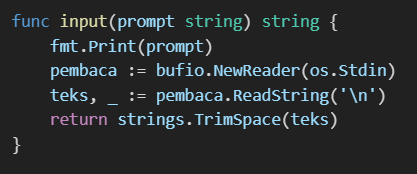 func input(prompt string) string {
    fmt.Print(prompt)
    pembaca := bufio.NewReader(os.Stdin)
    teks, _ := pembaca.ReadString('\n')
    return strings.TrimSpace(teks)
}